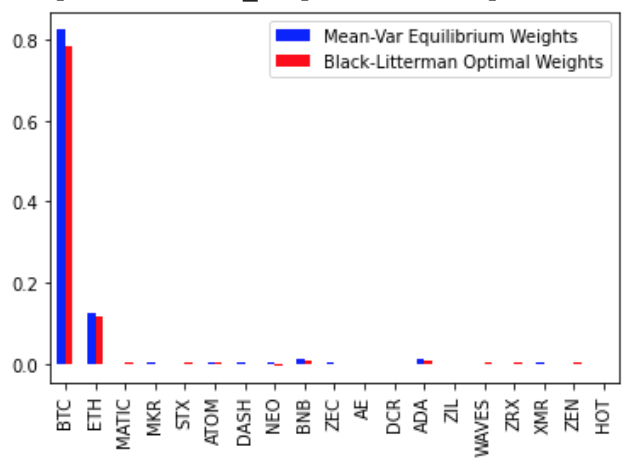 Mean-Var Equilibrium Weights
Black-Litterman Optimal Weights
0.8
0.6
0.4
0.2
0.0
BTC
ETH
MATIC
MKR
STX
ATOM
DASH
NEO
BNB
ZEC
AE
DCR
ADA
ZIL
WAVES
ZRX
XMR
ZEN
HOT